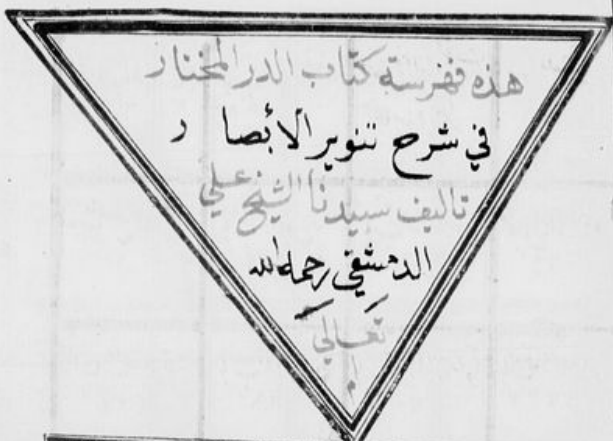 هذه فهرسة كتاب الدر المختار
في شرح تنوير الأبصار
تاليف سيدنا الشيخ علي
الدمشقي رحمه الله
تعالى
م